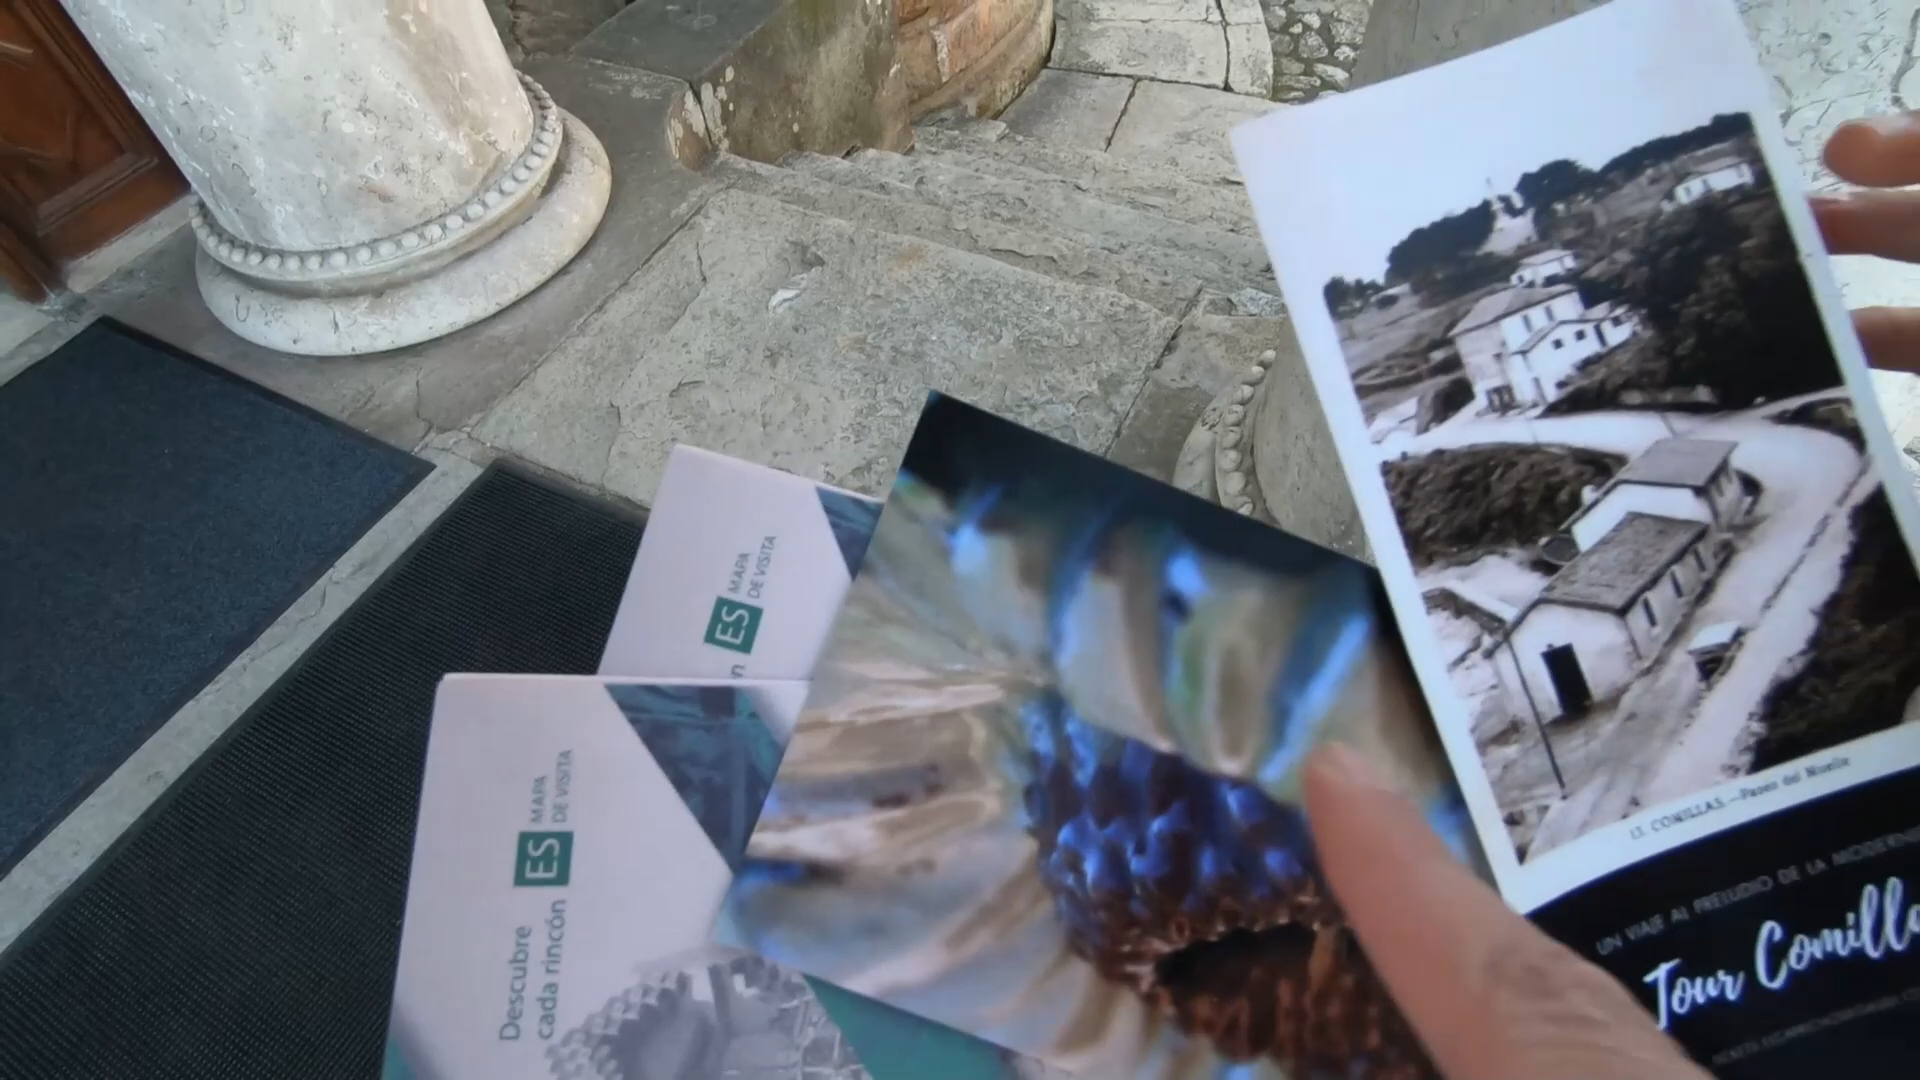 ES
MAPA
DE VISITA
n
Descubre
cada rincón
ES
MAPA
DE VISITA
13. COMILLAS.—Paseo del Muelle
UN VIAJE AL PRELUDIO DE LA MODERN
Tour Comilla